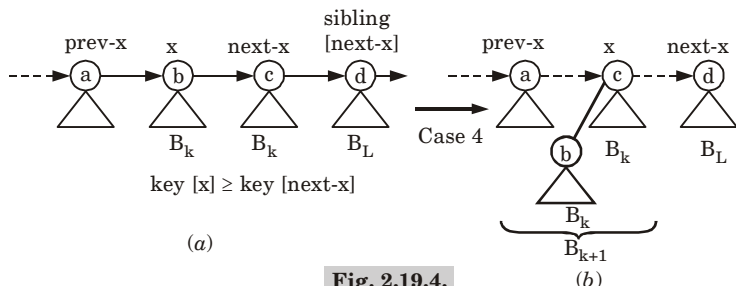 sibling
prev-x x next-x [next-x]
a b c d
B_k B_k B_L
key [x] ≥ key [next-x]
(a)
Case 4
prev-x x next-x
a c d
b B_k B_L
B_k
B_{k+1}
(b)
Fig. 2.19.4.